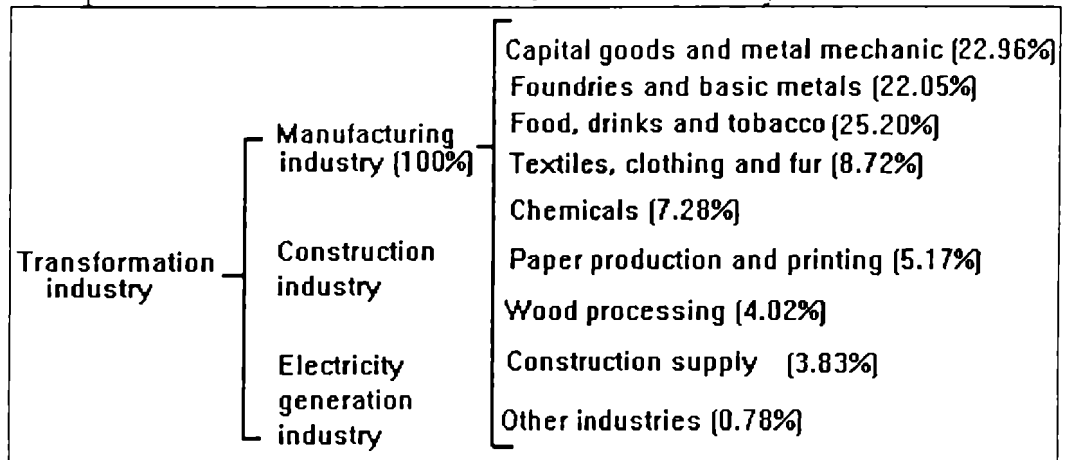 Transformation
industry
Manufacturing
industry (100%)
Construction
industry
Electricity
generation
industry
Capital goods and metal mechanic (22.96%)
Foundries and basic metals (22.05%)
Food, drinks and tobacco (25.20%)
Textiles, clothing and fur (8.72%)
Chemicals (7.28%)
Paper production and printing (5.17%)
Wood processing (4.02%)
Construction supply (3.83%)
Other industries (0.78%)